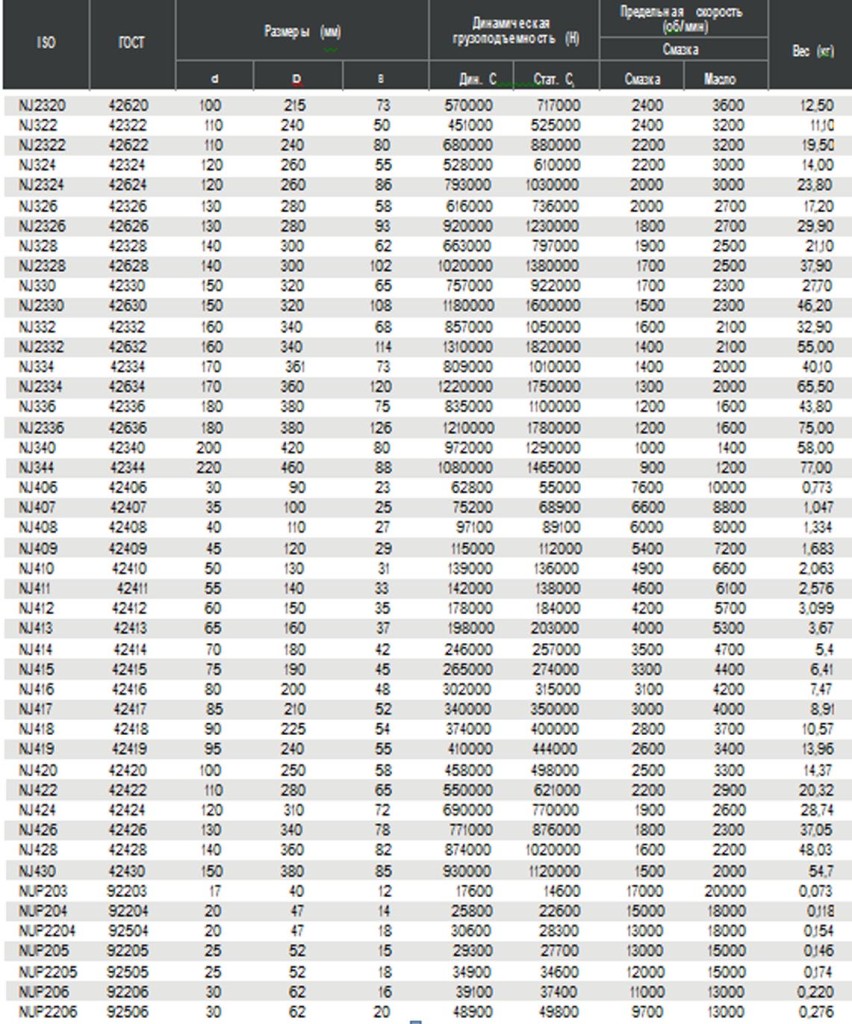 ISO ГОСТ Размеры (мм) Динамическая грузоподъемность (Н) Предельная скорость (об/мин) Вес (кг)
Смазка
d D B Дин. С Стат. С, Смазка Масло
NJ2320 42620 100 215 73 570000 717000 2400 3600 12,50
NJ322 42322 110 240 50 451000 525000 2400 3200 11,10
NJ2322 42622 110 240 80 680000 880000 2200 3200 19,50
NJ324 42324 120 260 55 528000 610000 2200 3000 14,00
NJ2324 42624 120 260 86 793000 1030000 2000 3000 23,80
NJ326 42326 130 280 58 616000 736000 2000 2700 17,20
NJ2326 42626 130 280 93 920000 1230000 1800 2700 29,90
NJ328 42328 140 300 62 663000 797000 1900 2500 21,10
NJ2328 42628 140 300 102 1020000 1380000 1700 2500 37,90
NJ330 42330 150 320 65 757000 922000 1700 2300 27,70
NJ2330 42630 150 320 108 1180000 1600000 1500 2300 46,20
NJ332 42332 160 340 68 857000 1050000 1600 2100 32,90
NJ2332 42632 160 340 114 1310000 1820000 1400 2100 55,00
NJ334 42334 170 361 73 809000 1010000 1400 2000 40,10
NJ2334 42634 170 360 120 1220000 1750000 1300 2000 65,50
NJ336 42336 180 380 75 835000 1100000 1200 1600 43,80
NJ2336 42636 180 380 126 1210000 1780000 1200 1600 75,00
NJ340 42340 200 420 80 972000 1290000 1000 1400 58,00
NJ344 42344 220 460 88 1080000 1465000 900 1200 77,00
NJ406 42406 30 90 23 62800 55000 7600 10000 0,773
NJ407 42407 35 100 25 75200 68900 6600 8800 1,047
NJ408 42408 40 110 27 97100 89100 6000 8000 1,334
NJ409 42409 45 120 29 115000 112000 5400 7200 1,683
NJ410 42410 50 130 31 139000 136000 4900 6600 2,063
NJ411 42411 55 140 33 142000 138000 4600 6100 2,576
NJ412 42412 60 150 35 178000 184000 4200 5700 3,099
NJ413 42413 65 160 37 198000 203000 4000 5300 3,67
NJ414 42414 70 180 42 246000 257000 3500 4700 5,4
NJ415 42415 75 190 45 265000 274000 3300 4400 6,41
NJ416 42416 80 200 48 302000 315000 3100 4200 7,47
NJ417 42417 85 210 52 340000 350000 3000 4000 8,91
NJ418 42418 90 225 54 374000 400000 2800 3700 10,57
NJ419 42419 95 240 55 410000 444000 2600 3400 13,96
NJ420 42420 100 250 58 458000 498000 2500 3300 14,37
NJ422 42422 110 280 65 550000 621000 2200 2900 20,32
NJ424 42424 120 310 72 690000 770000 1900 2600 28,74
NJ426 42426 130 340 78 771000 876000 1800 2300 37,05
NJ428 42428 140 360 82 874000 1020000 1600 2200 48,03
NJ430 42430 150 380 85 930000 1120000 1500 2000 54,7
NUP203 92203 17 40 12 17600 14600 17000 20000 0,073
NUP204 92204 20 47 14 25800 22600 15000 18000 0,118
NUP2204 92504 20 47 18 30600 28300 13000 18000 0,154
NUP205 92205 25 52 15 29300 27700 13000 15000 0,146
NUP2205 92505 25 52 18 34900 34600 12000 15000 0,174
NUP206 92206 30 62 16 39100 37400 11000 13000 0,220
NUP2206 92506 30 62 20 48900 49800 9700 13000 0,276